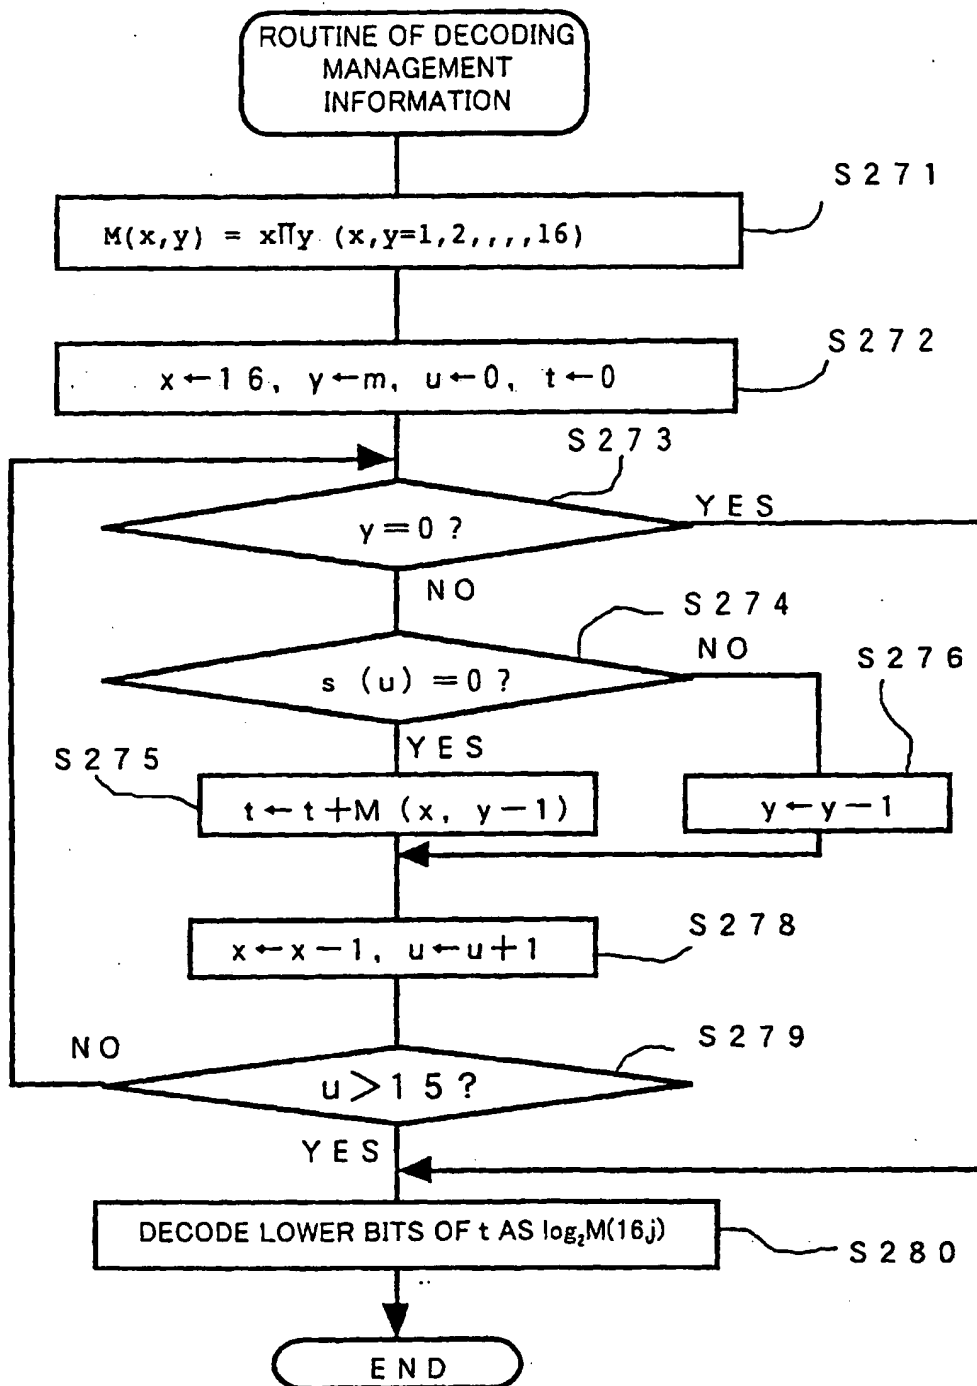 ROUTINE OF DECODING
MANAGEMENT
INFORMATION
S271
M(x,y) = xΠy (x,y=1,2,,,,16)
S272
x←16, y←m, u←0, t←0
S273
y=0?
YES
NO
S274
s (u) =0?
NO
S276
YES
S275
t←t+M (x, y-1)
y←y-1
S278
x←x-1, u←u+1
S279
NO
u>15?
YES
DECODE LOWER BITS OF t AS log₂M(16,j)
S280
END